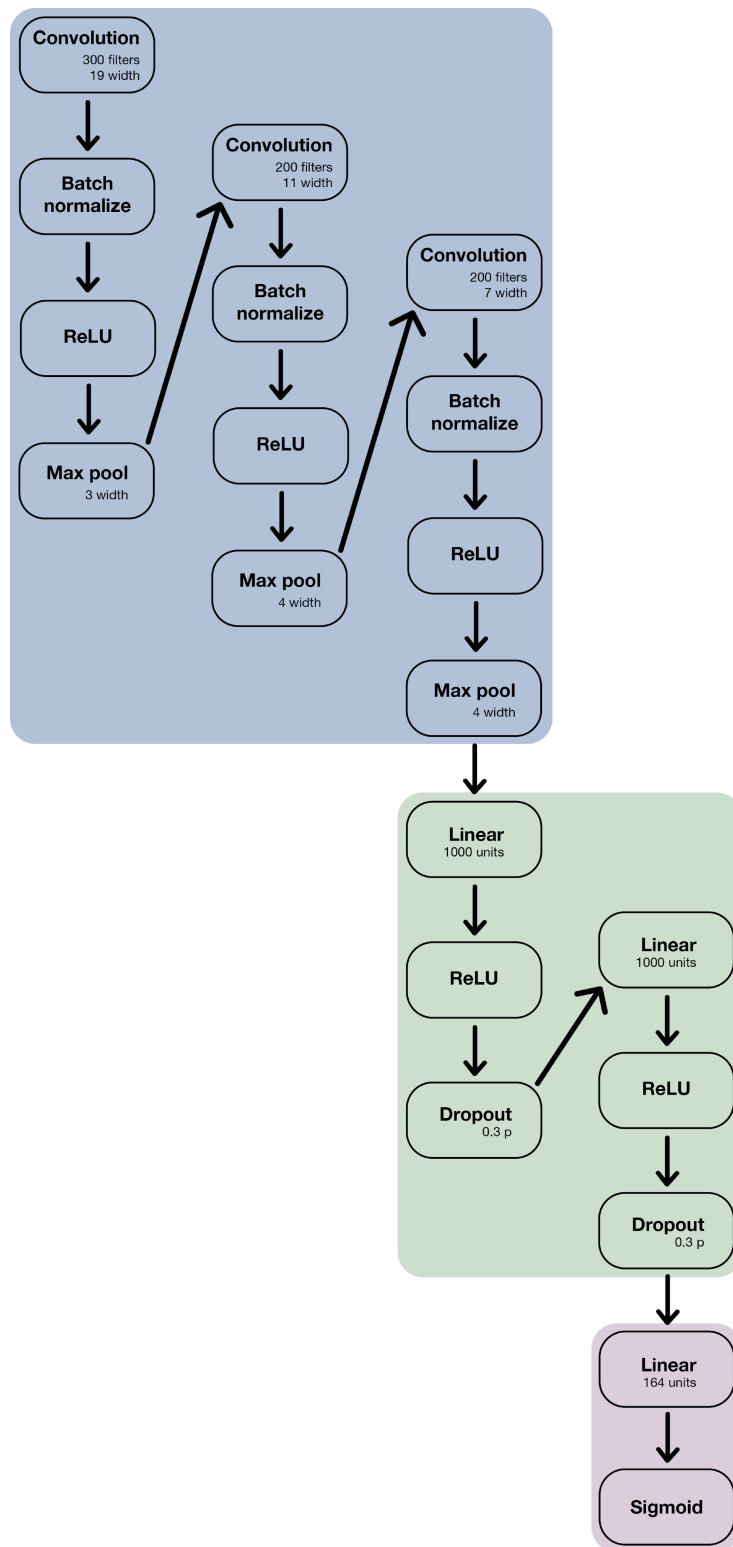 Convolution
300 filters
19 width
Batch
normalize
ReLU
Max pool
3 width
Convolution
200 filters
11 width
Batch
normalize
ReLU
Max pool
4 width
Convolution
200 filters
7 width
Batch
normalize
ReLU
Max pool
4 width
Linear
1000 units
ReLU
Dropout
0.3 p
Linear
1000 units
ReLU
Dropout
0.3 p
Linear
164 units
Sigmoid